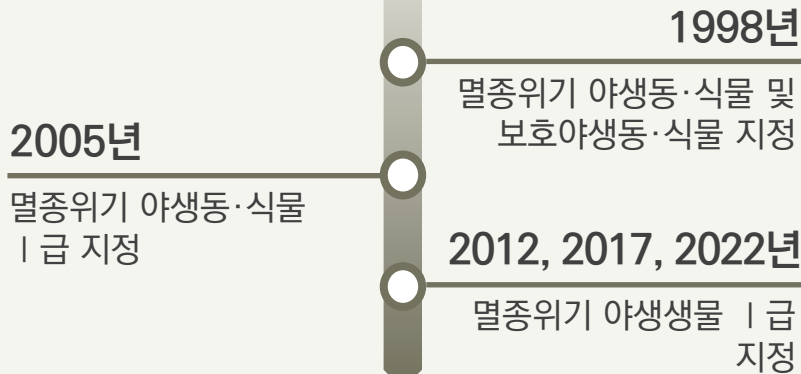 1998년
멸종위기 야생동·식물 및
보호야생동·식물 지정
2005년
멸종위기 야생동·식물
Ⅰ급 지정
2012, 2017, 2022년
멸종위기 야생생물 Ⅰ급
지정